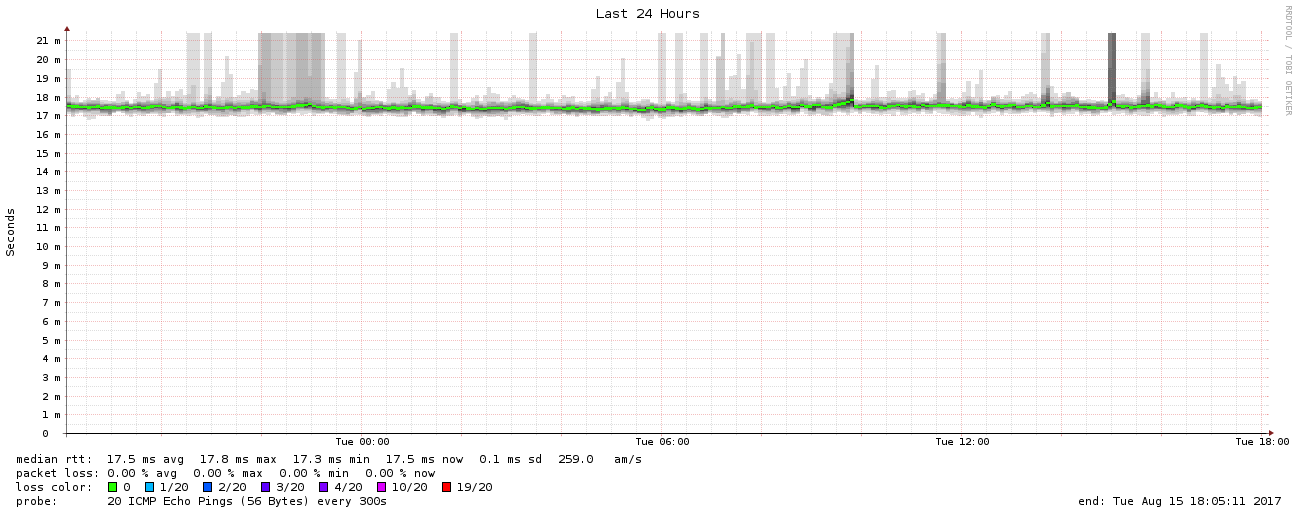 Last 24 Hours
RRDTOOL / TOBI OETIKER
Seconds
21 m
20 m
19 m
18 m
17 m
16 m
15 m
14 m
13 m
12 m
11 m
10 m
9 m
8 m
7 m
6 m
5 m
4 m
3 m
2 m
1 m
0
Tue 00:00 Tue 06:00 Tue 12:00 Tue 18:00
median rtt: 17.5 ms avg 17.8 ms max 17.3 ms min 17.5 ms now 0.1 ms sd 259.0 am/s
packet loss: 0.00 % avg 0.00 % max 0.00 % min 0.00 % now
loss color: 0 1/20 2/20 3/20 4/20 10/20 19/20
probe: 20 ICMP Echo Pings (56 Bytes) every 300s end: Tue Aug 15 18:05:11 2017